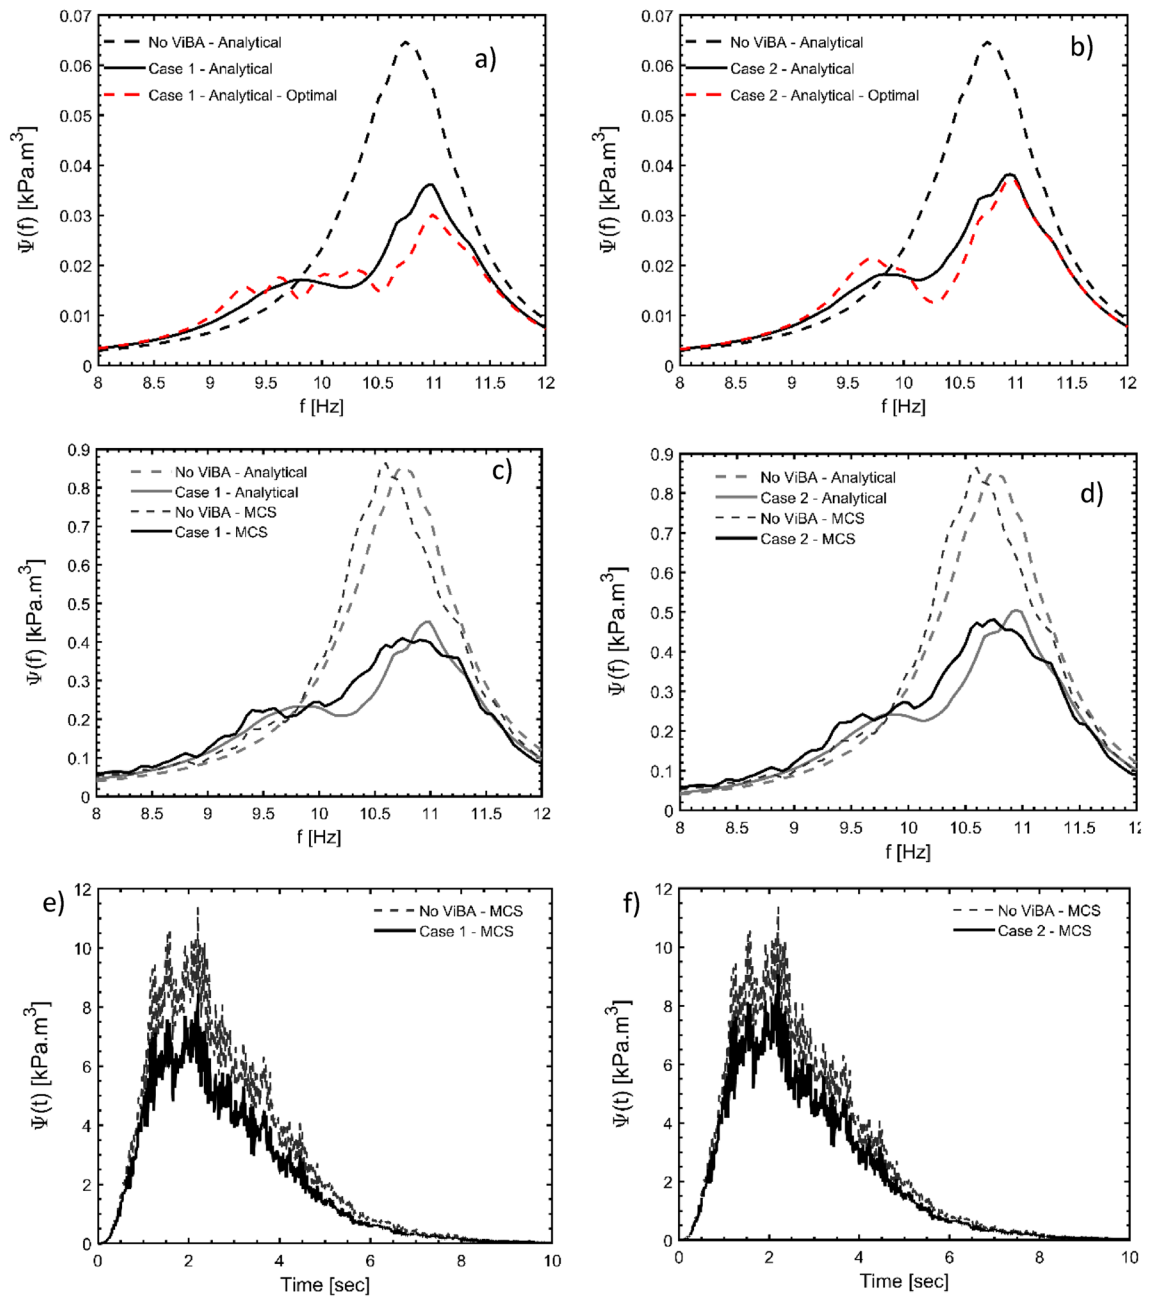 a)
No ViBA - Analytical
Case 1 - Analytical
Case 1 - Analytical - Optimal
Ψ(f) [kPa.m³]
0.07
0.06
0.05
0.04
0.03
0.02
0.01
0
8 8.5 9 9.5 10 10.5 11 11.5 12
f [Hz]
b)
No ViBA - Analytical
Case 2 - Analytical
Case 2 - Analytical - Optimal
Ψ(f) [kPa.m³]
0.07
0.06
0.05
0.04
0.03
0.02
0.01
0
8 8.5 9 9.5 10 10.5 11 11.5 12
f [Hz]
c)
No ViBA - Analytical
Case 1 - Analytical
No ViBA - MCS
Case 1 - MCS
Ψ(f) [kPa.m³]
0.9
0.8
0.7
0.6
0.5
0.4
0.3
0.2
0.1
0
8 8.5 9 9.5 10 10.5 11 11.5 12
f [Hz]
d)
No ViBA - Analytical
Case 2 - Analytical
No ViBA - MCS
Case 2 - MCS
Ψ(f) [kPa.m³]
0.9
0.8
0.7
0.6
0.5
0.4
0.3
0.2
0.1
0
8 8.5 9 9.5 10 10.5 11 11.5 12
f [Hz]
e)
No ViBA - MCS
Case 1 - MCS
Ψ(t) [kPa.m³]
12
10
8
6
4
2
0
0 2 4 6 8 10
Time [sec]
f)
No ViBA - MCS
Case 2 - MCS
Ψ(t) [kPa.m³]
12
10
8
6
4
2
0
0 2 4 6 8 10
Time [sec]